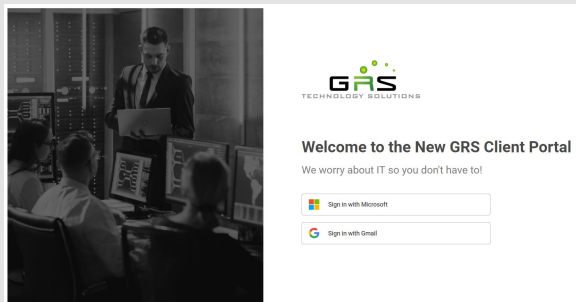 GRS
TECHNOLOGY SOLUTIONS
Welcome to the New GRS Client Portal
We worry about IT so you don't have to!
Sign in with Microsoft
Sign in with Gmail